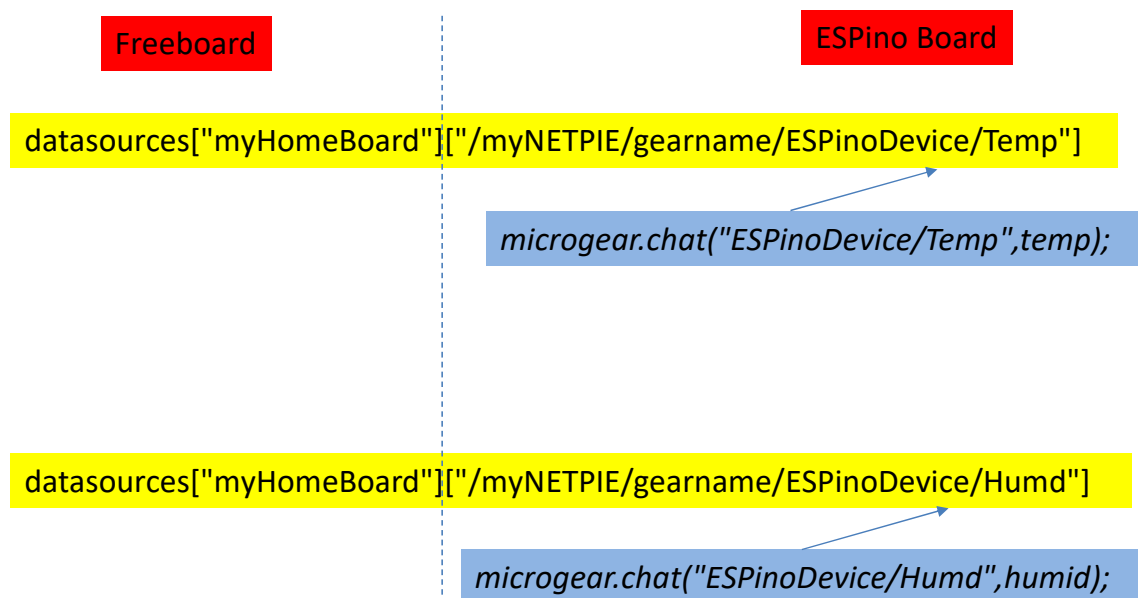 Freeboard
ESPino Board
datasources["myHomeBoard"]["/myNETPIE/gearname/ESPinoDevice/Temp"]
microgear.chat("ESPinoDevice/Temp",temp);
datasources["myHomeBoard"]["/myNETPIE/gearname/ESPinoDevice/Humd"]
microgear.chat("ESPinoDevice/Humd",humid);